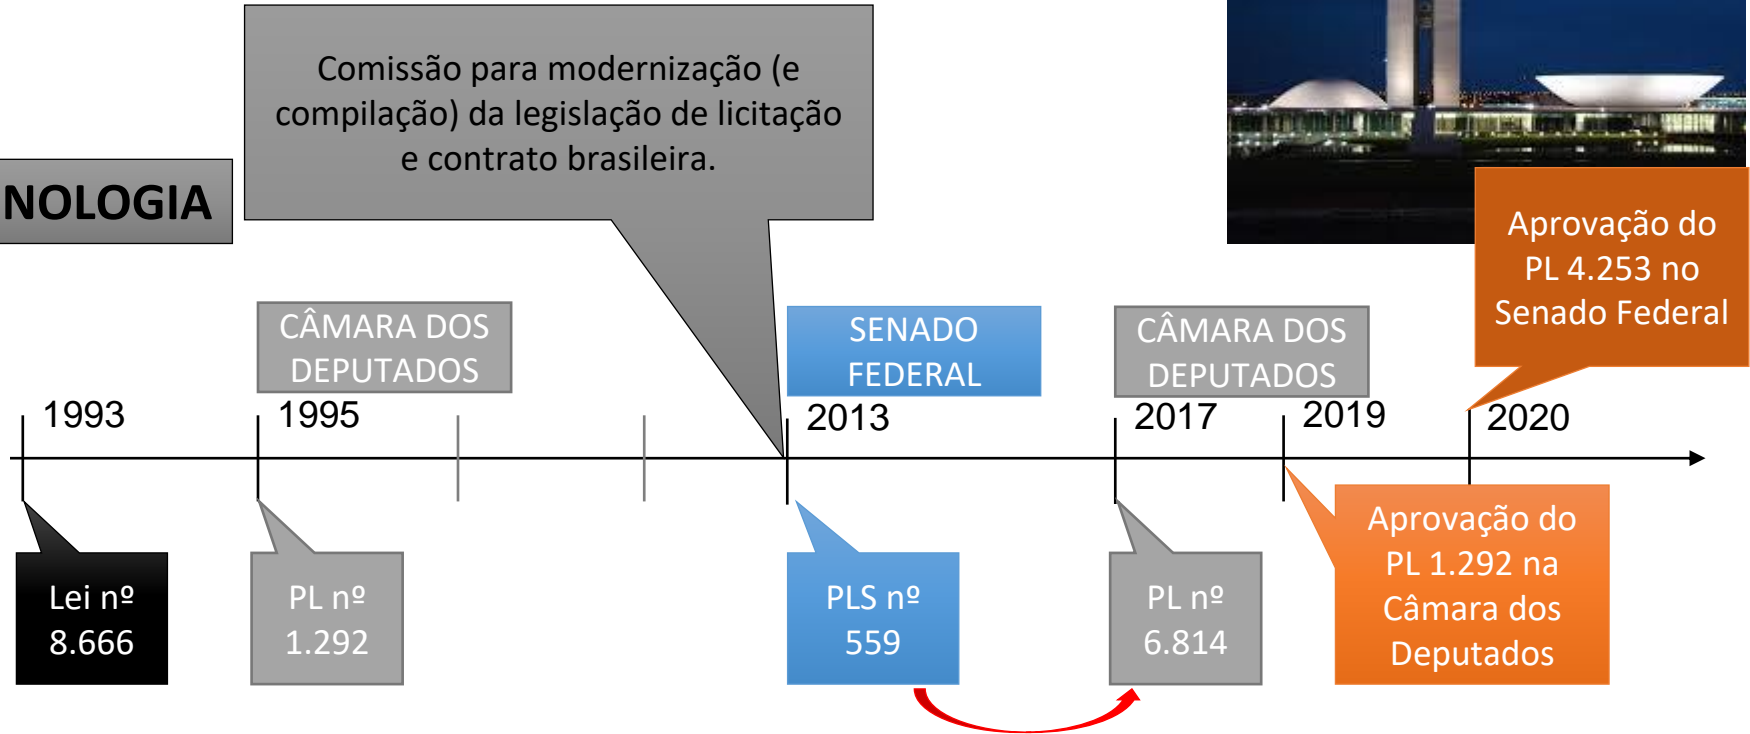 Comissão para modernização (e
compilação) da legislação de licitação
e contrato brasileira.
NOLOGIA
Aprovação do
PL 4.253 no
Senado Federal
CÂMARA DOS
DEPUTADOS
SENADO
FEDERAL
CÂMARA DOS
DEPUTADOS
1993
1995
2013
2017
2019
2020
Lei nº
8.666
PL nº
1.292
PLS nº
559
PL nº
6.814
Aprovação do
PL 1.292 na
Câmara dos
Deputados